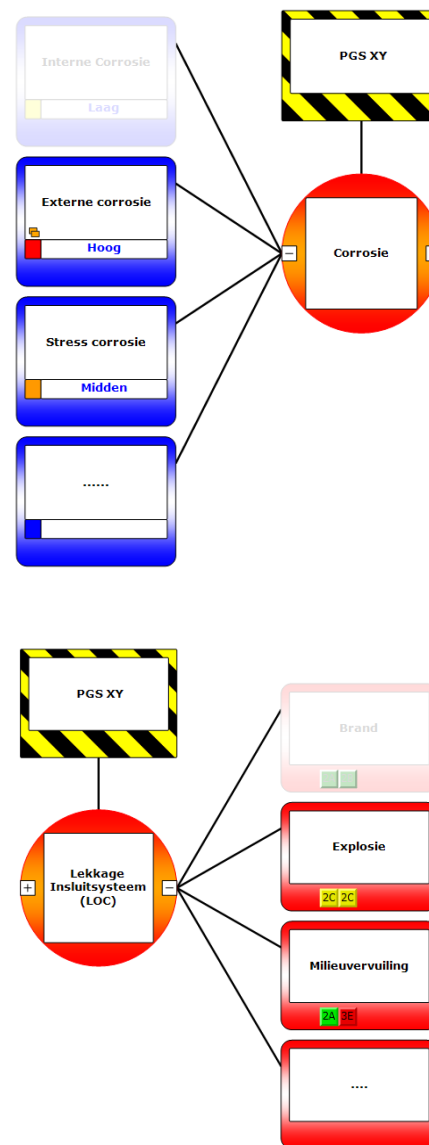 Interne Corrosie
Laag
PGS XY
Externe corrosie
Hoog
Corrosie
Stress corrosie
Midden
......
PGS XY
Brand
Lekkage
Insluitsysteem
(LOC)
Explosie
2C 2C
Milieuvervuiling
2A 3E
....